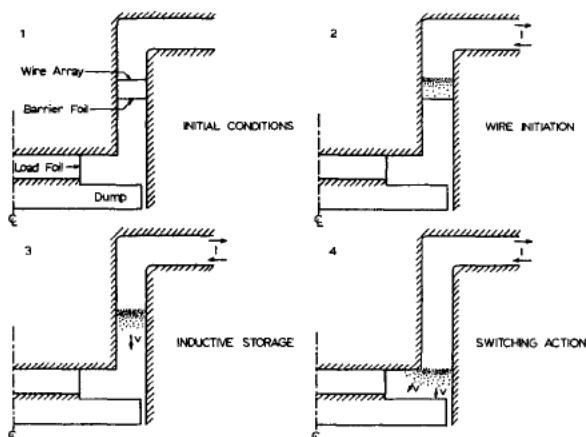 1
Wire Array
Barrier Foil
INITIAL CONDITIONS
Load Foil
Dump
℄
2
I
WIRE INITIATION
℄
3
I
V
INDUCTIVE STORAGE
℄
4
I
V
V
SWITCHING ACTION
℄